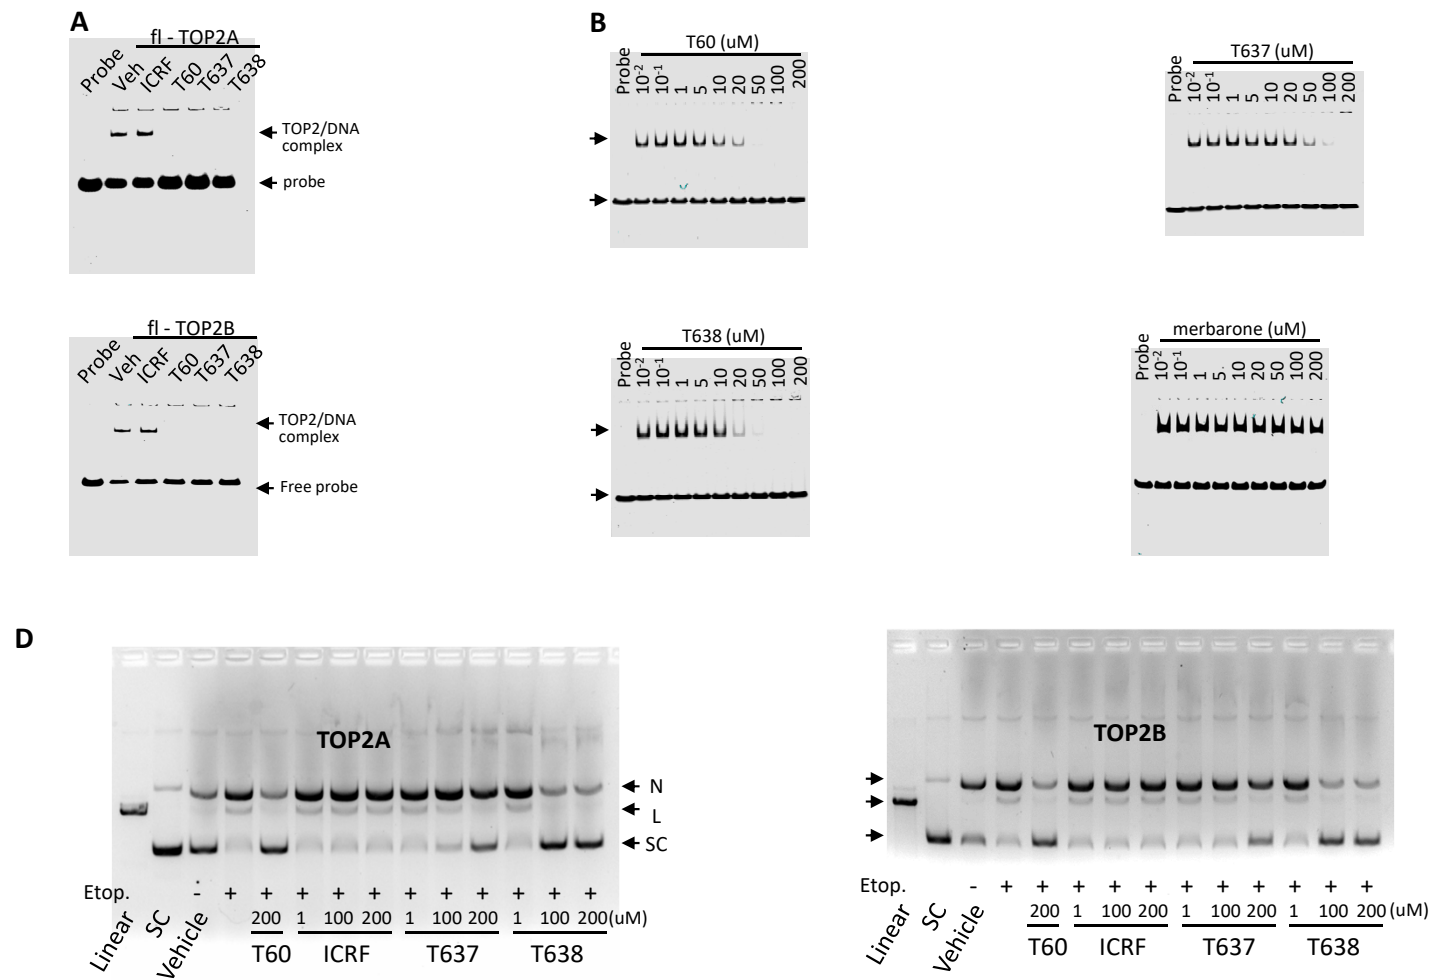 A
fl - TOP2A
Probe
Veh
ICRF
T60
T637
T638
TOP2/DNA
complex
probe
fl - TOP2B
Probe
Veh
ICRF
T60
T637
T638
TOP2/DNA
complex
Free probe
B
T60 (uM)
Probe
10-2
10-1
1
5
10
20
50
100
200
T637 (uM)
Probe
10-2
10-1
1
5
10
20
50
100
200
T638 (uM)
Probe
10-2
10-1
1
5
10
20
50
100
200
merbarone (uM)
Probe
10-2
10-1
1
5.
10
20
50
100
200
D
TOP2A
N
L
SC
Etop. - + + + + + + + + + + +
200 1 100 200 1 100 200 1 100 200 (uM)
Linear
SC
Vehicle
T60 ICRF T637 T638
TOP2B
Etop. - + + + + + + + + + + +
200 1 100 200 1 100 200 1 100 200 (uM)
Linear
SC
Vehicle
T60 ICRF T637 T638